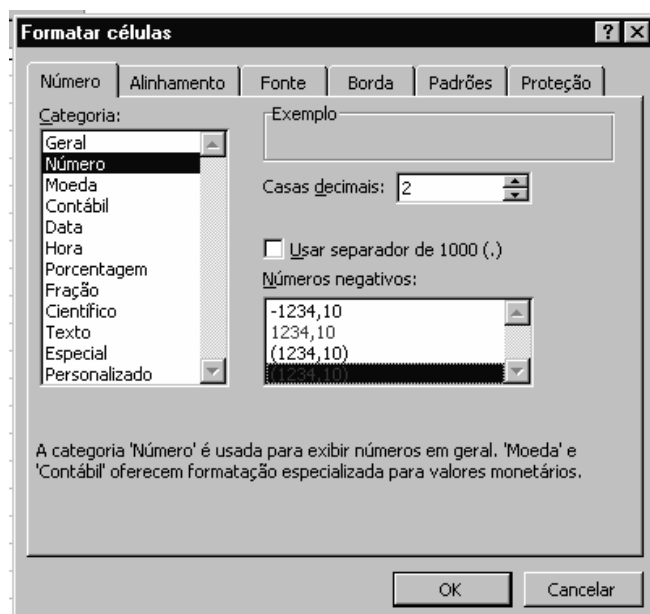 Formatar células
Número Alinhamento Fonte Borda Padrões Proteção
Categoria:
Geral
Número
Moeda
Contábil
Data
Hora
Porcentagem
Fração
Científico
Texto
Especial
Personalizado
Exemplo
Casas decimais: 2
Usar separador de 1000 (.)
Números negativos:
-1234,10
1234,10
(1234,10)
(1234,10)
A categoria 'Número' é usada para exibir números em geral. 'Moeda' e
'Contábil' oferecem formatação especializada para valores monetários.
OK Cancelar